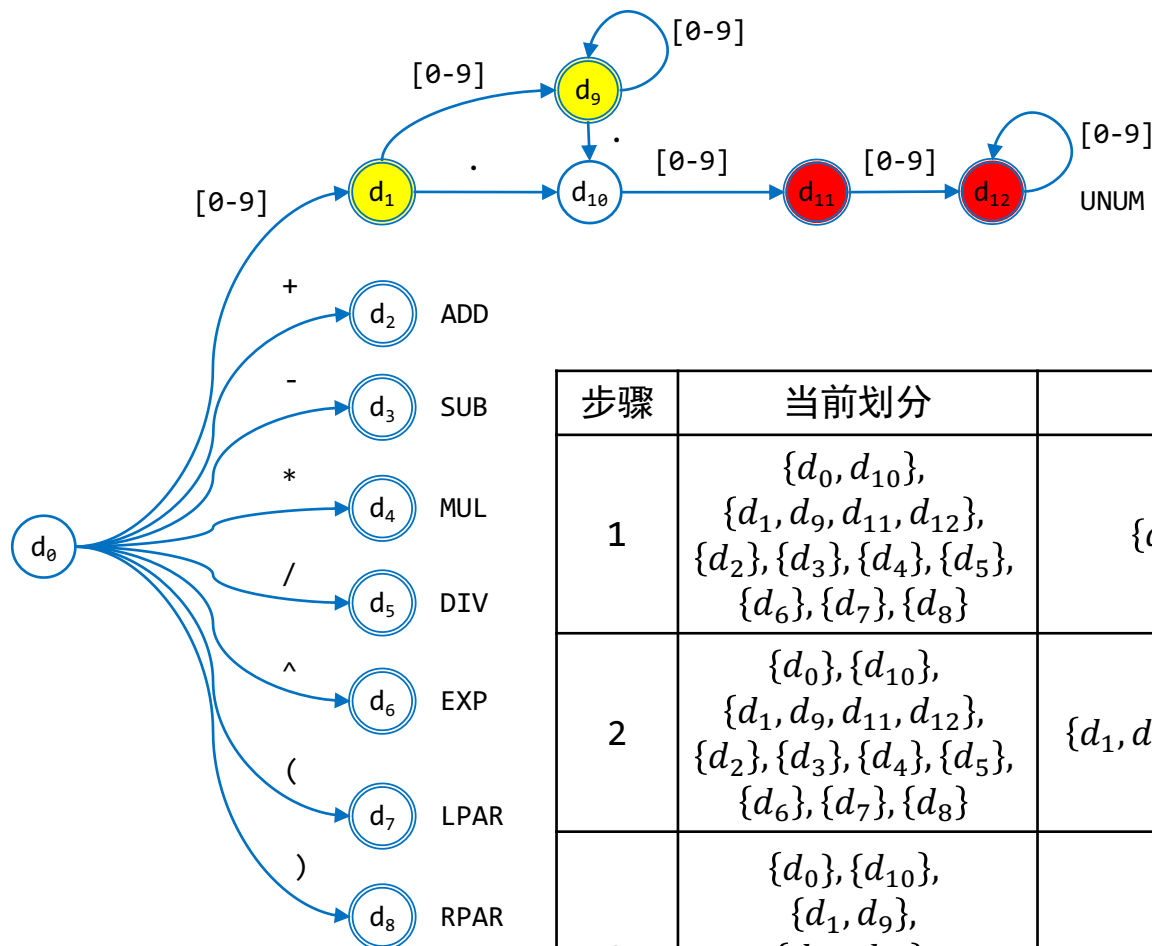 [0-9]
[0-9]
d₉
.
.
[0-9]
[0-9]
[0-9]
[0-9]
d₁
d₁₀
d₁₁
d₁₂
UNUM
+
d₂ ADD
-
d₃ SUB
*
d₄ MUL
d₀
/
d₅ DIV
^
d₆ EXP
(
d₇ LPAR
)
d₈ RPAR
步骤 当前划分
1
{d₀, d₁₀},
{d₁, d₉, d₁₁, d₁₂},
{d₂}, {d₃}, {d₄}, {d₅},
{d₆}, {d₇}, {d₈}
2
{d₀}, {d₁₀},
{d₁, d₉, d₁₁, d₁₂},
{d₂}, {d₃}, {d₄}, {d₅},
{d₆}, {d₇}, {d₈}
{d₁, d
{d₀}, {d₁₀},
{d₁, d₉},